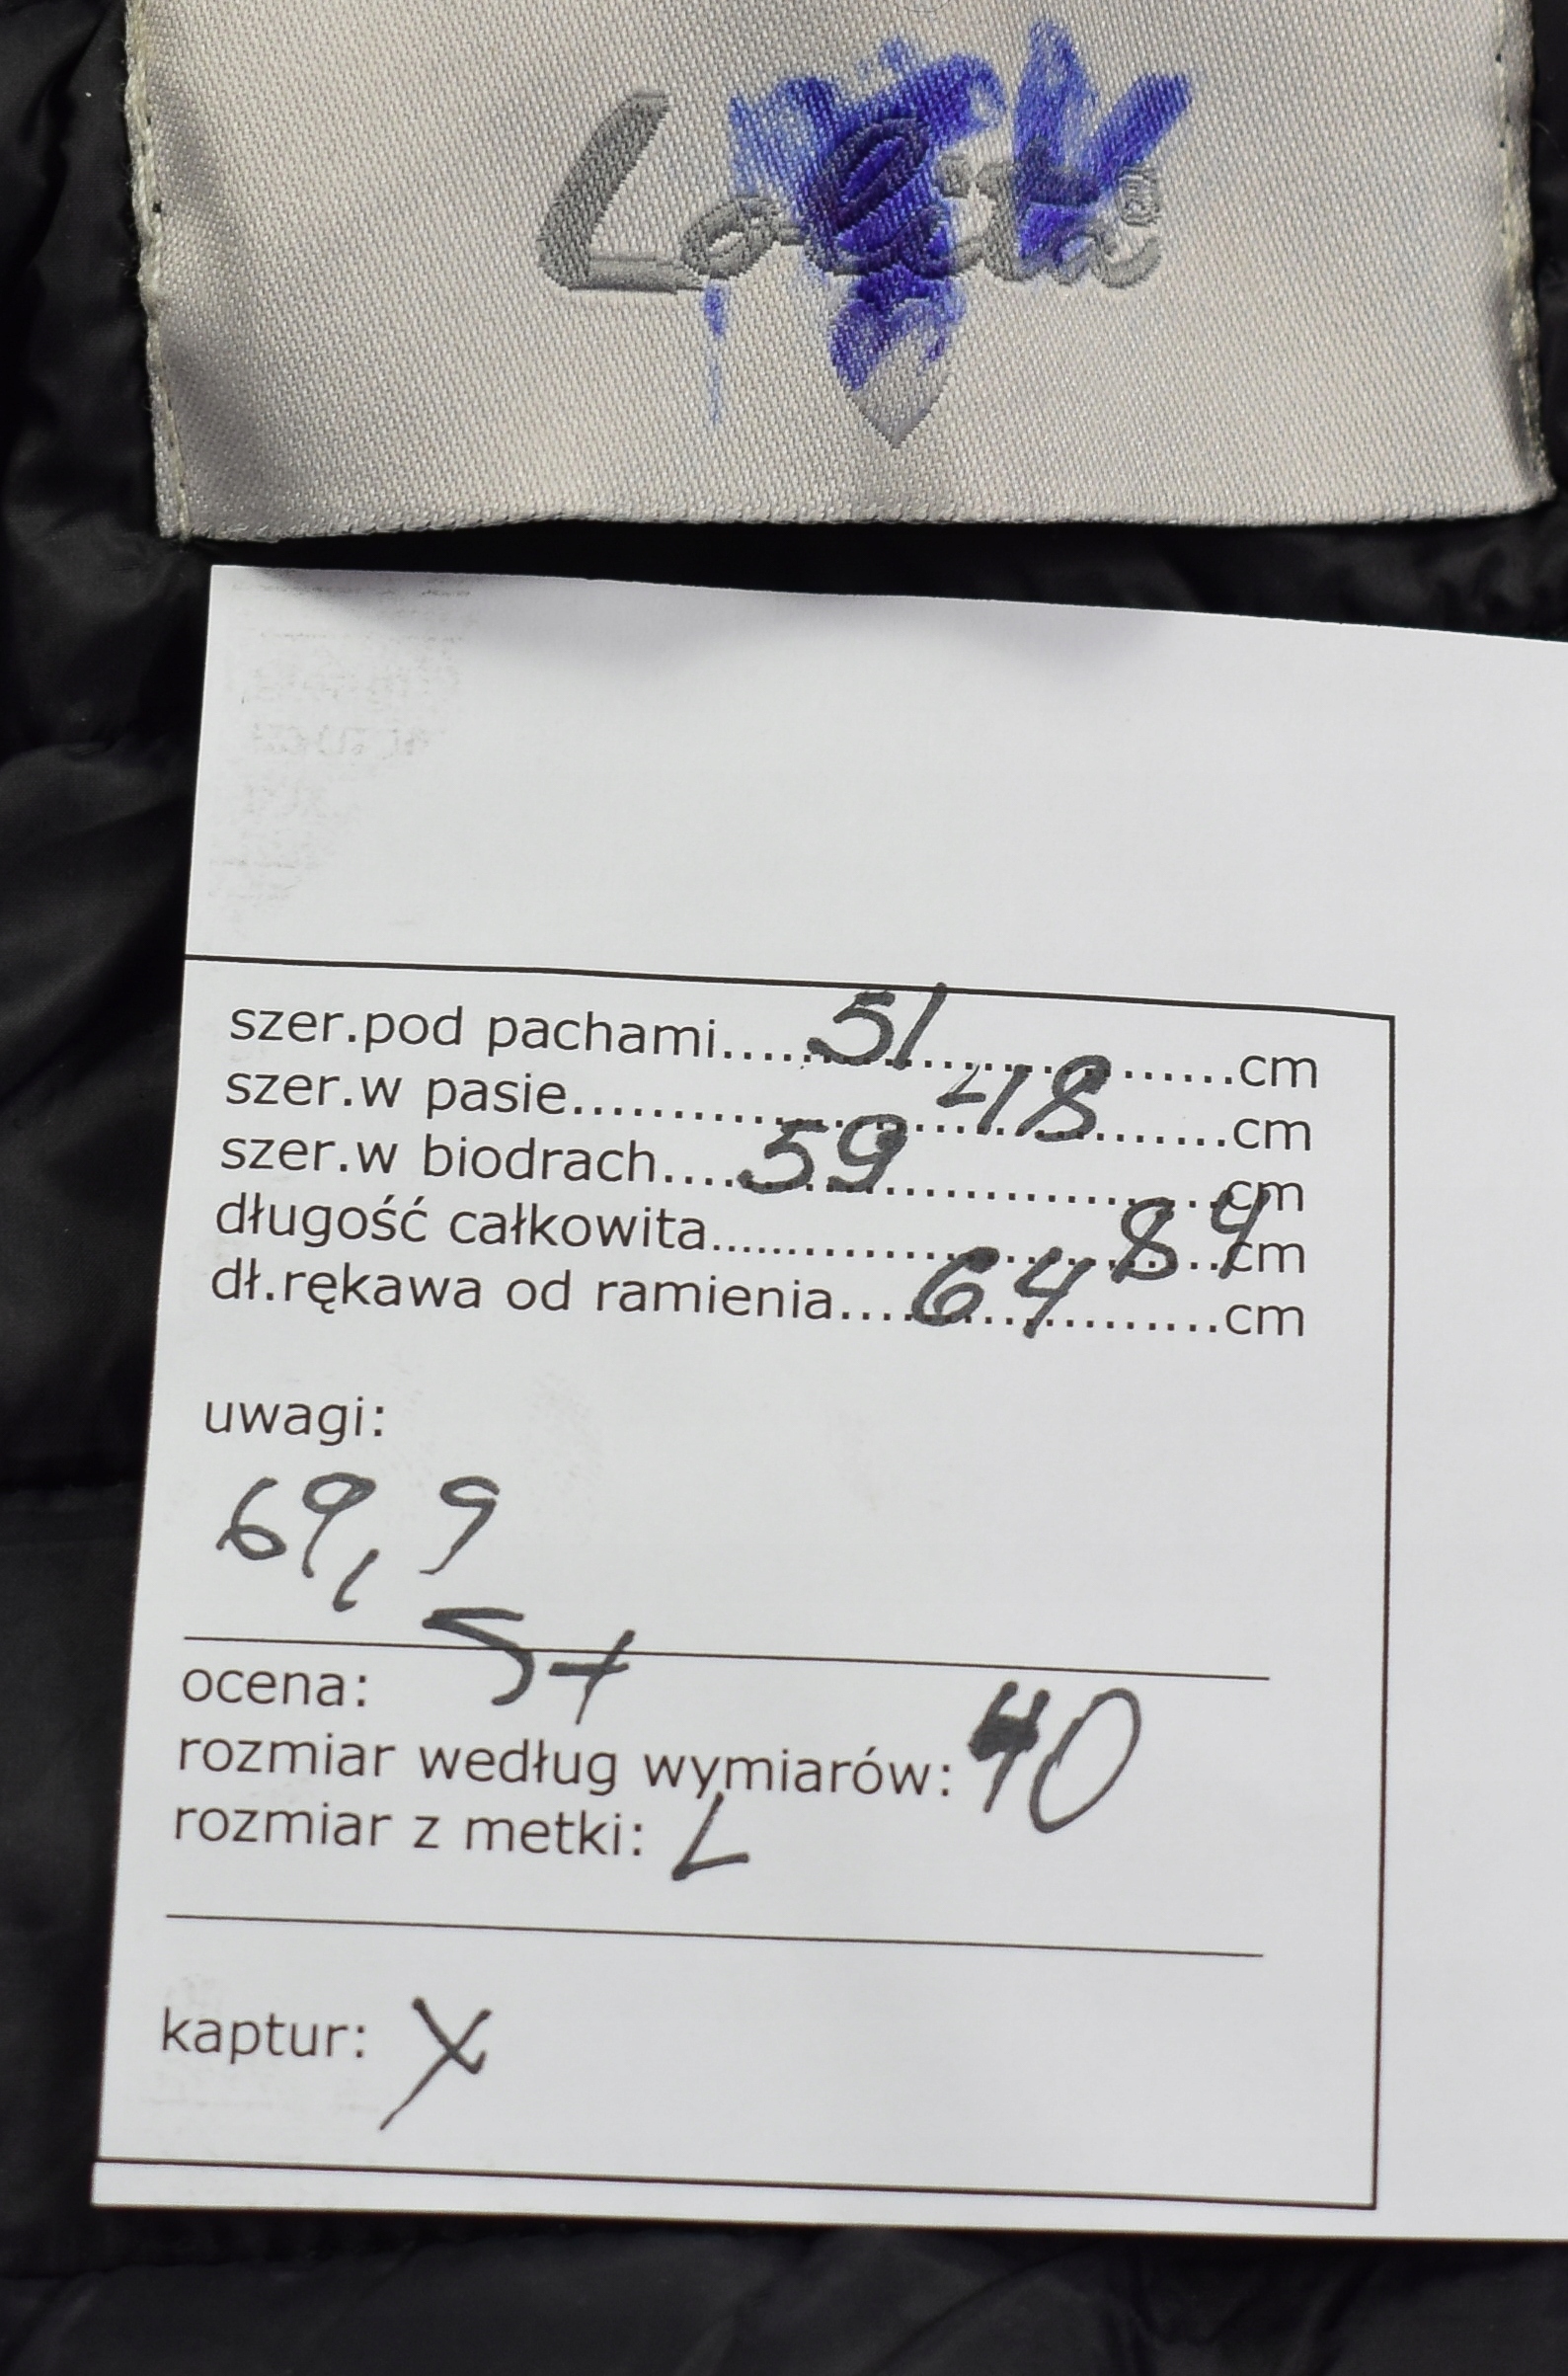 szer.pod pachami....51....................cm
szer.w pasie.......................48........cm
szer.w biodrach....59....................cm
długość całkowita.......................84cm
dł.rękawa od ramienia....64..........cm
uwagi:
69,9
ocena: 5+
rozmiar według wymiarów: 40
rozmiar z metki: L
kaptur: X